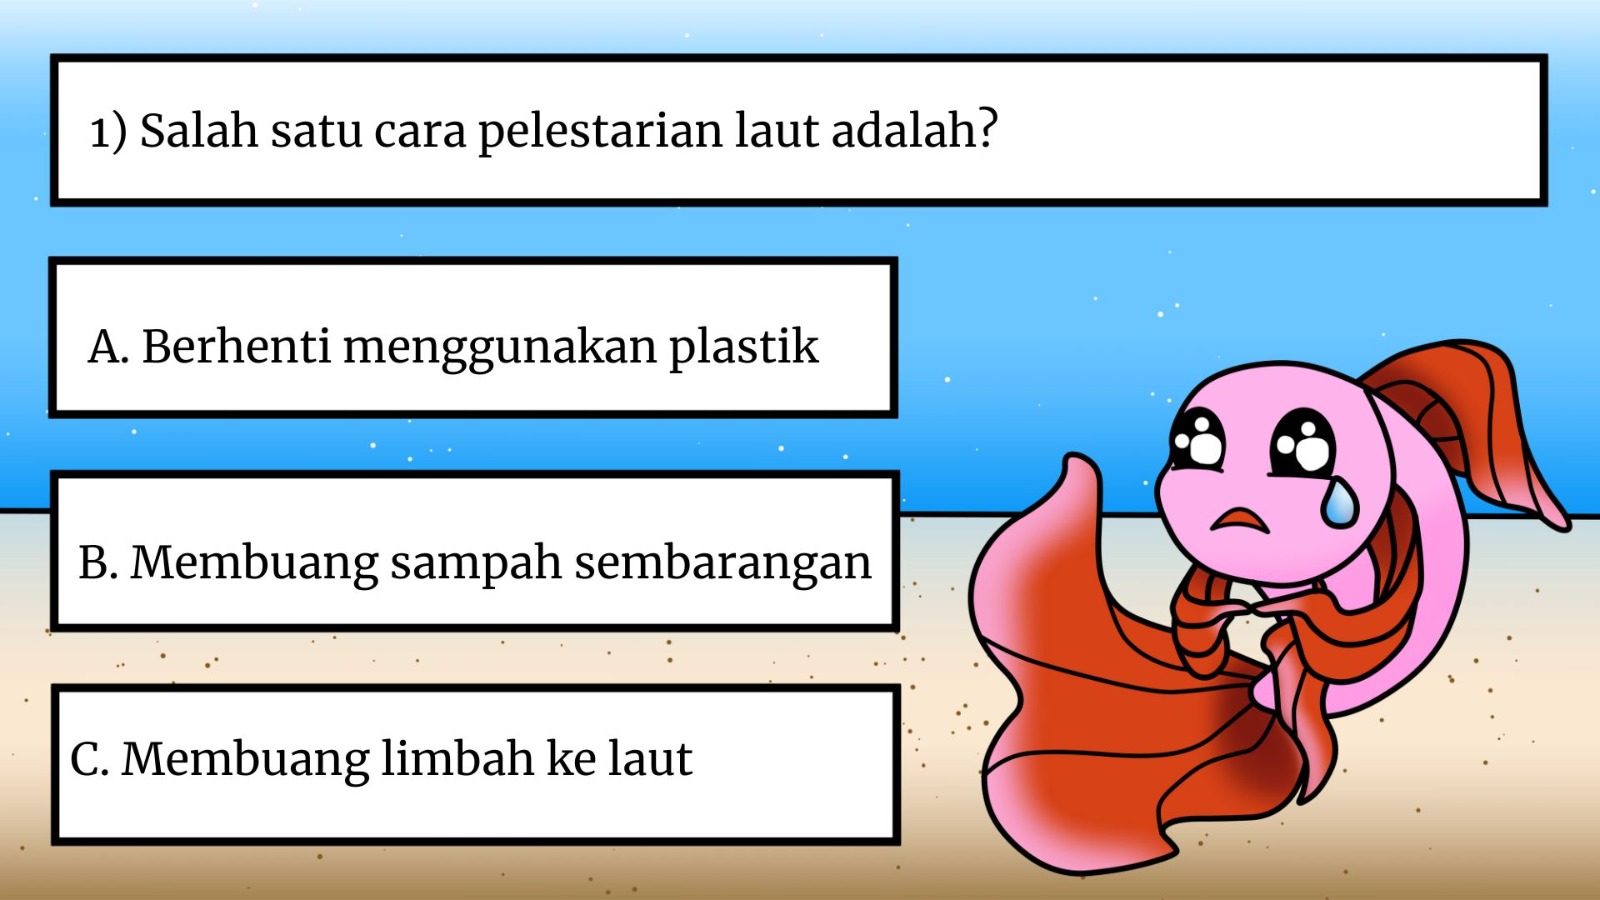 1) Salah satu cara pelestarian laut adalah?
A. Berhenti menggunakan plastik
B. Membuang sampah sembarangan
C. Membuang limbah ke laut